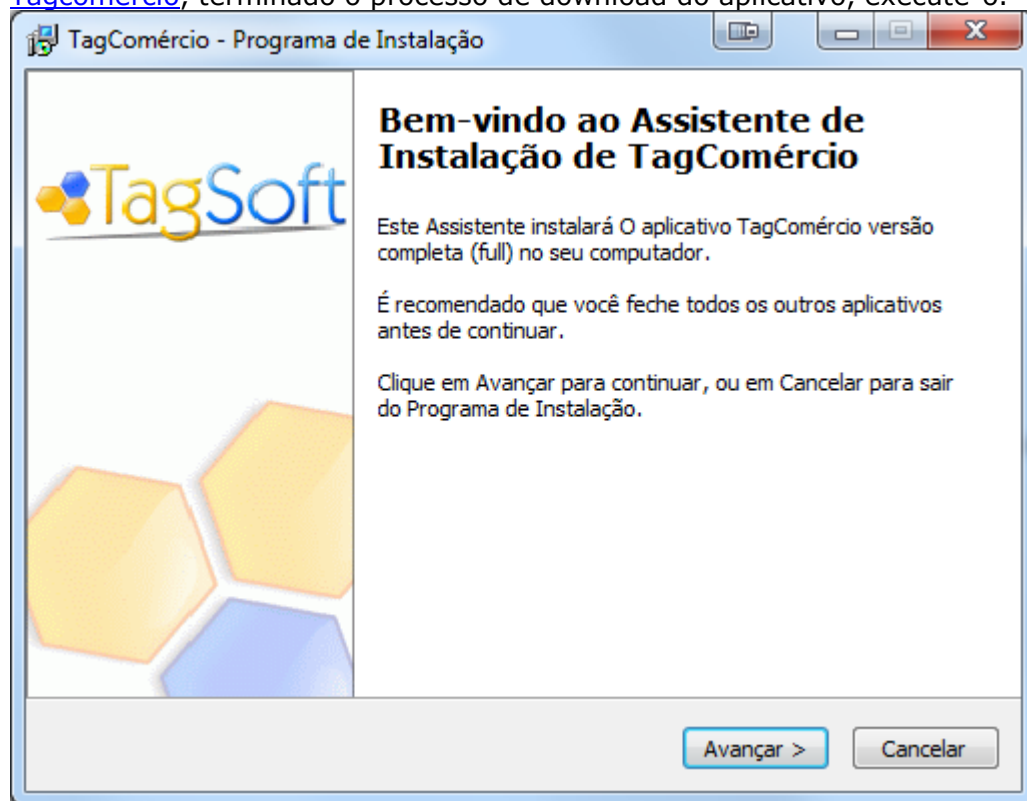 Tagcomércio, terminado o processo de download do aplicativo, execute-o.
TagComércio - Programa de Instalação
TagSoft
Bem-vindo ao Assistente de
Instalação de TagComércio
Este Assistente instalará O aplicativo TagComércio versão
completa (full) no seu computador.
É recomendado que você feche todos os outros aplicativos
antes de continuar.
Clique em Avançar para continuar, ou em Cancelar para sair
do Programa de Instalação.
Avançar >
Cancelar